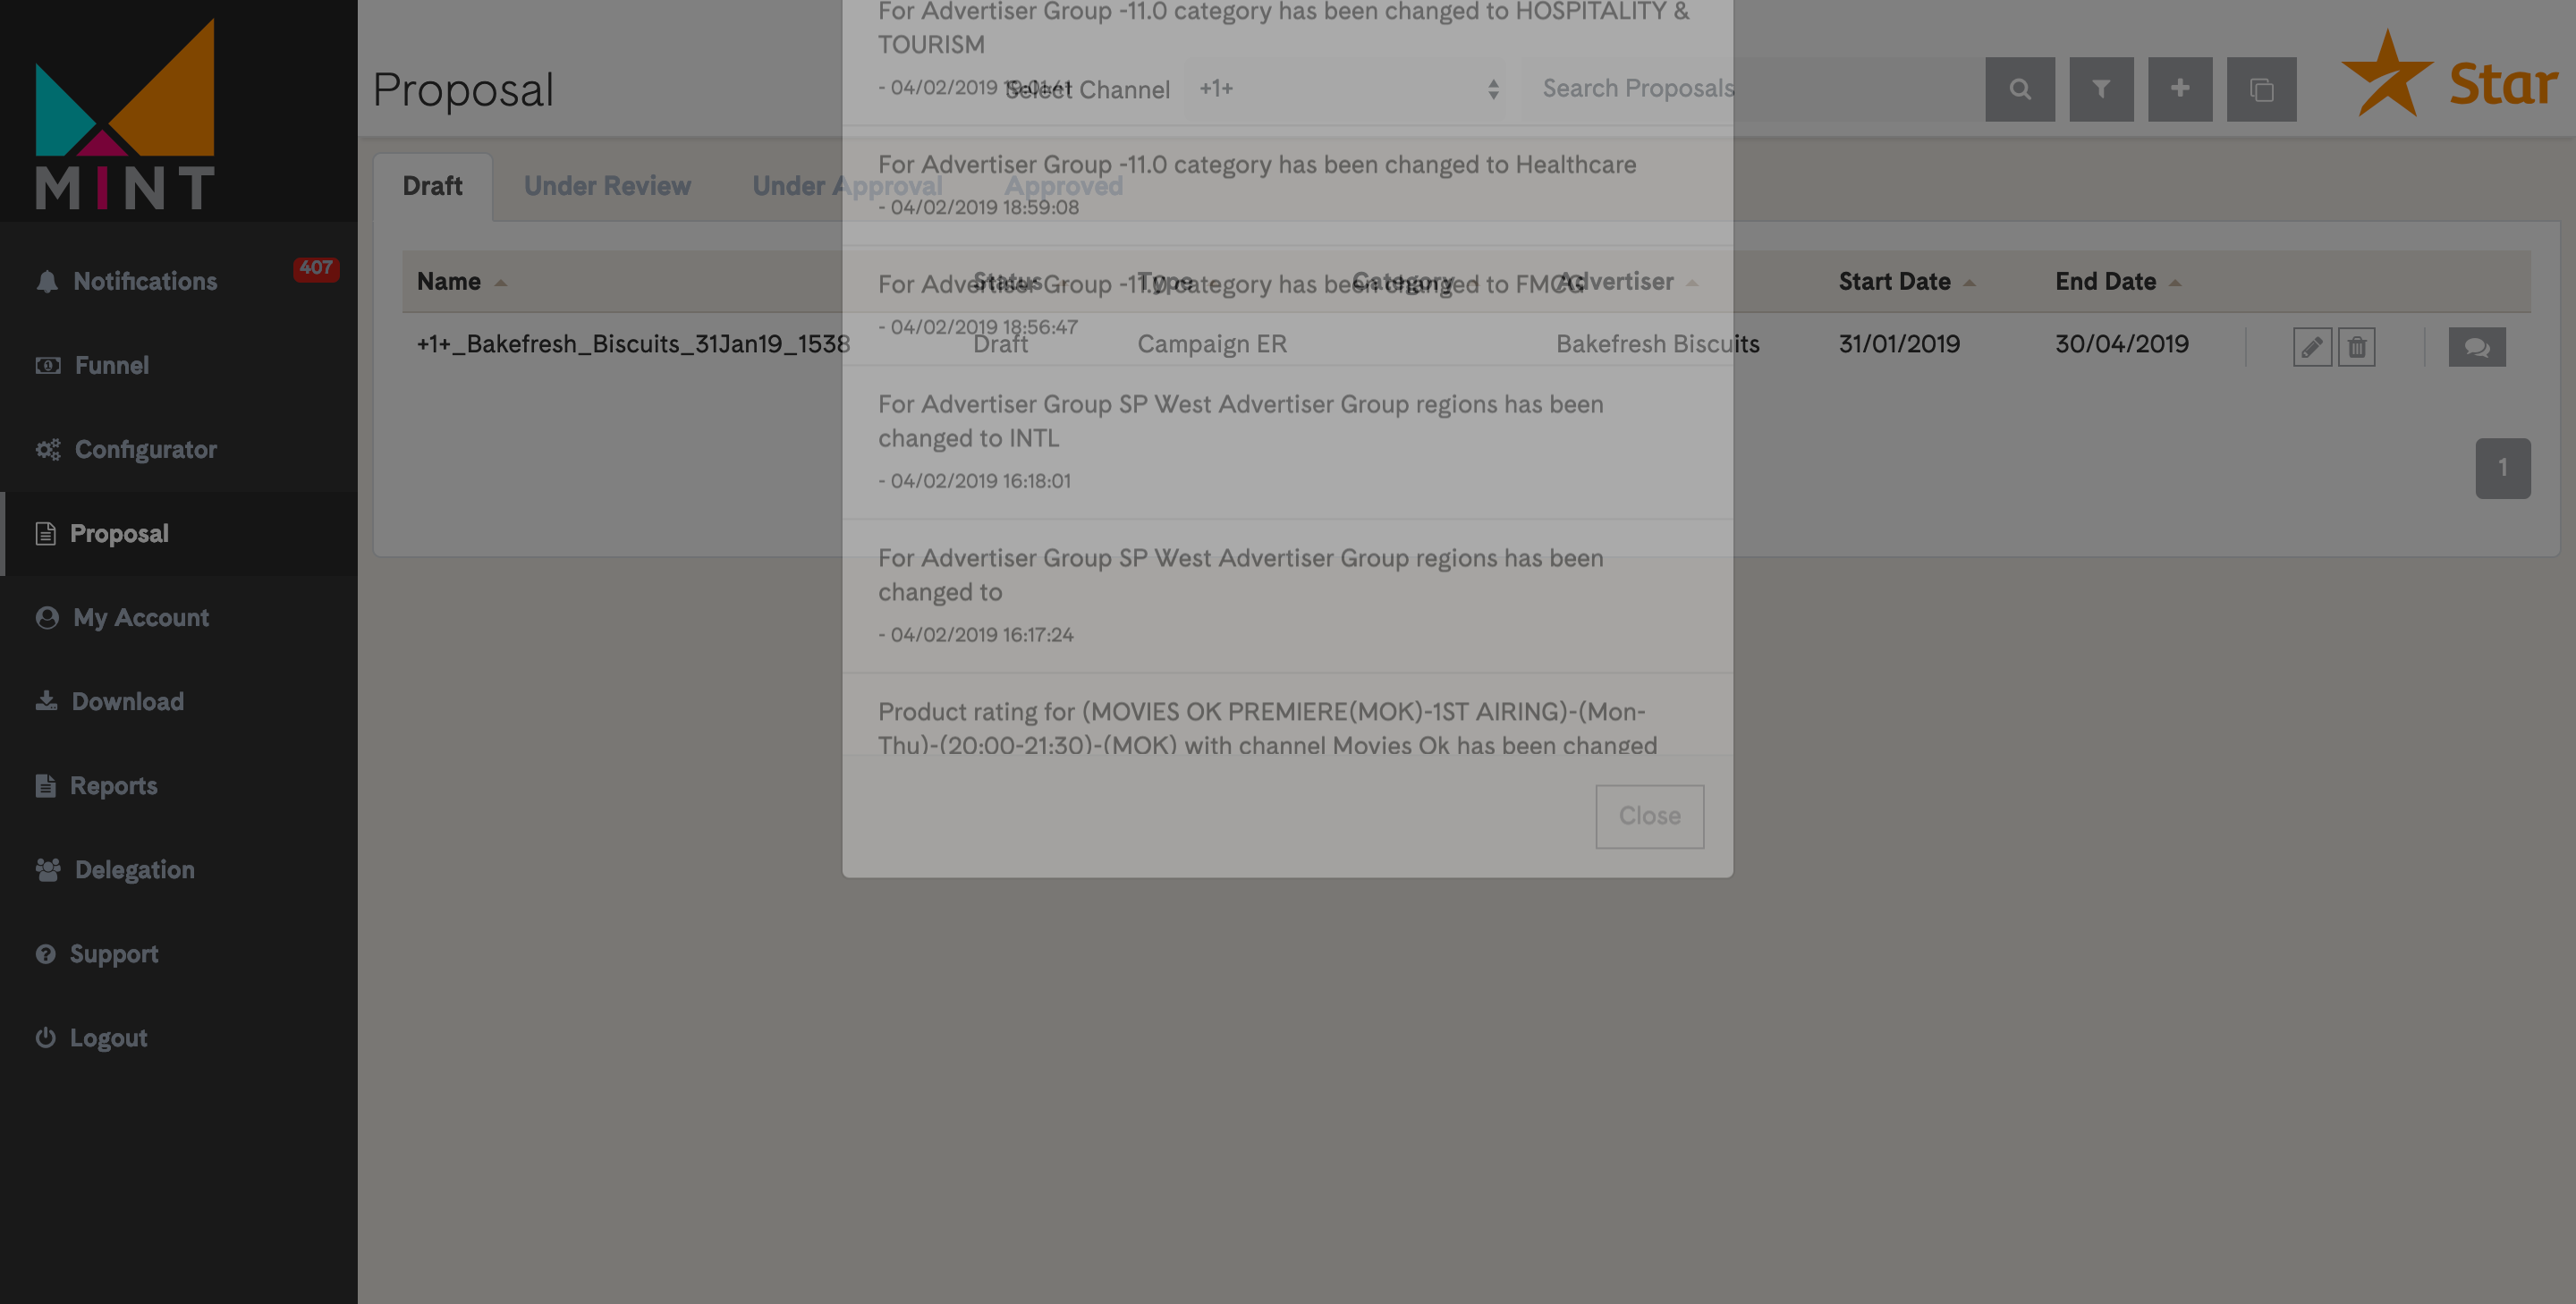 MINT
Notifications
407
Funnel
Configurator
Proposal
My Account
Download
Reports
Delegation
Support
Logout
Proposal
Select Channel
+1+
Search Proposals
Star
Draft
Under Review
Under Approval
Approved
Name
Status
Type
Category
Advertiser
Start Date
End Date
+1+_Bakefresh_Biscuits_31Jan19_1538
Draft
Campaign ER
Bakefresh Biscuits
31/01/2019
30/04/2019
1
For Advertiser Group -11.0 category has been changed to HOSPITALITY &
TOURISM
- 04/02/2019 19:01:41
For Advertiser Group -11.0 category has been changed to Healthcare
- 04/02/2019 18:59:08
For Advertiser Group -11.0 category has been changed to FMCG
- 04/02/2019 18:56:47
For Advertiser Group SP West Advertiser Group regions has been
changed to INTL
- 04/02/2019 16:18:01
For Advertiser Group SP West Advertiser Group regions has been
changed to
- 04/02/2019 16:17:24
Product rating for (MOVIES OK PREMIERE(MOK)-1ST AIRING)-(Mon-
Thu)-(20:00-21:30)-(MOK) with channel Movies Ok has been changed
Close